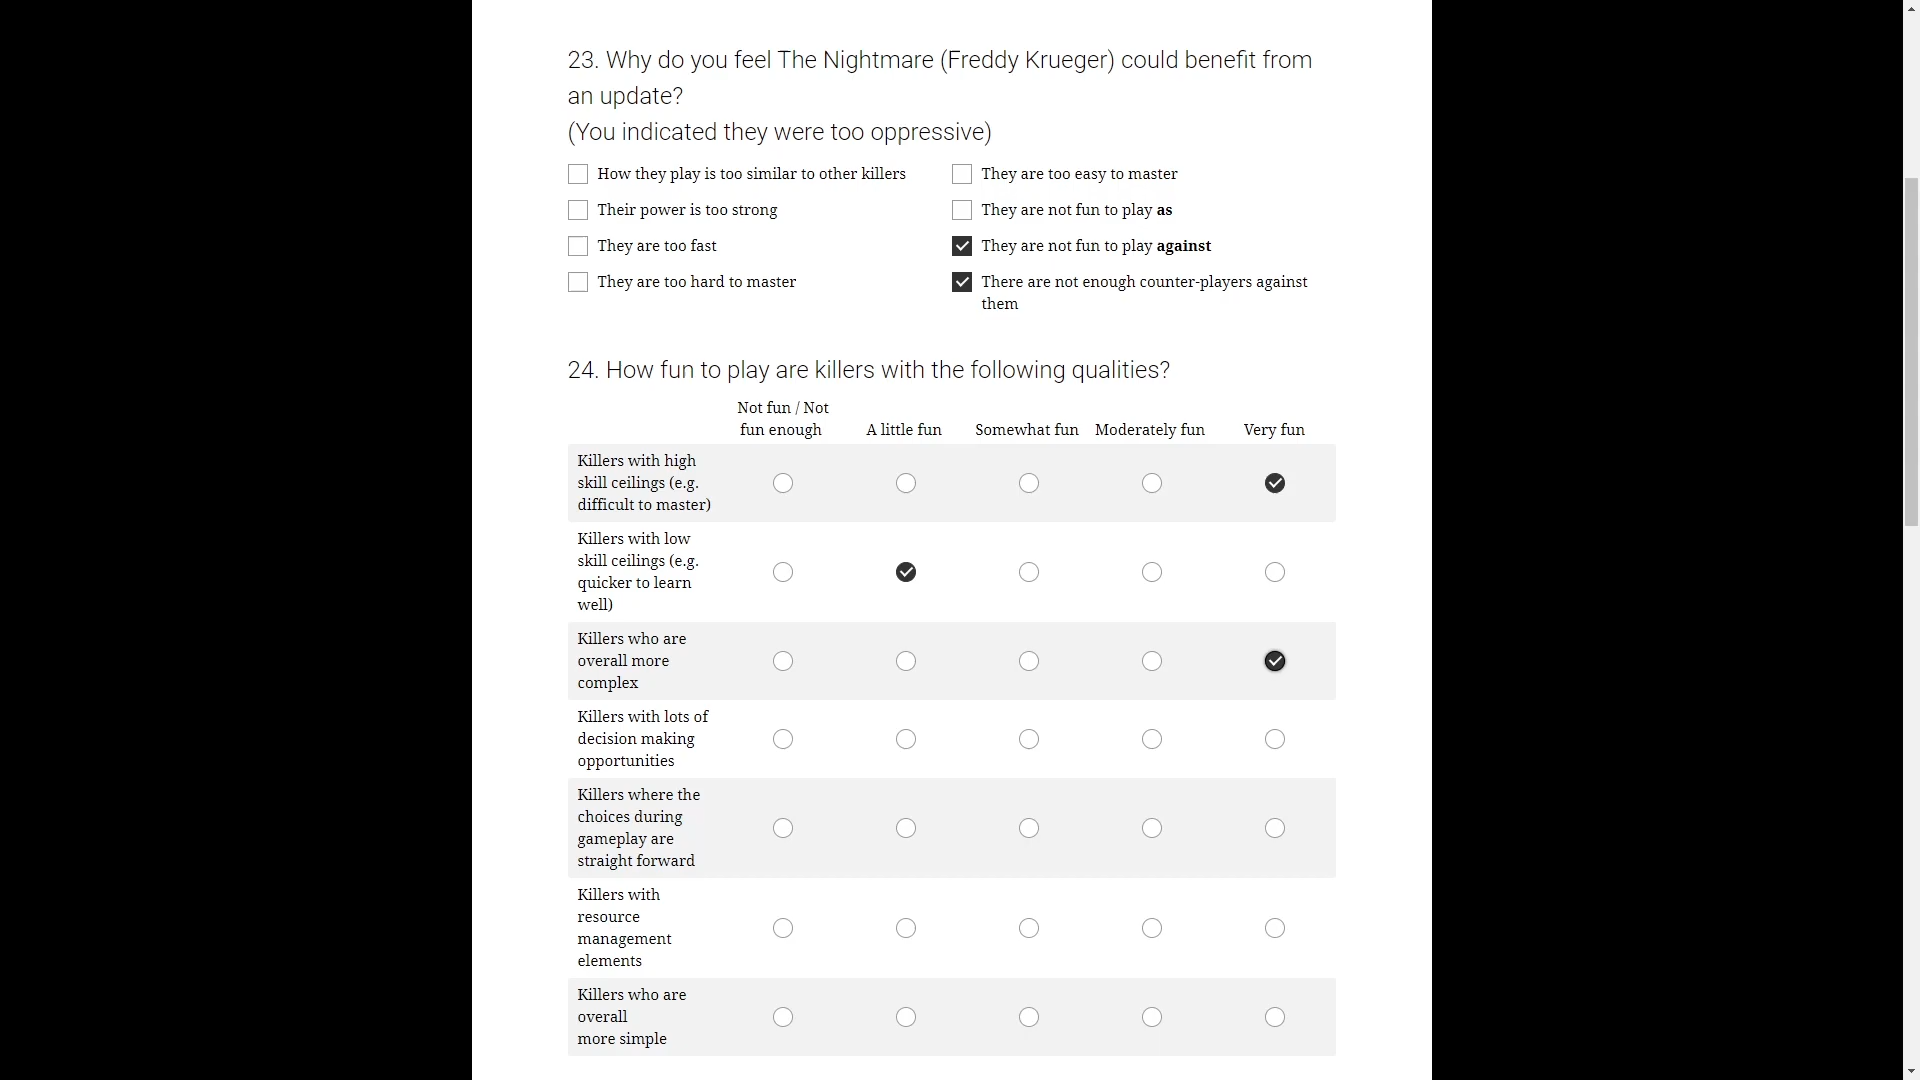 23. Why do you feel The Nightmare (Freddy Krueger) could benefit from
an update?
(You indicated they were too oppressive)
How they play is too similar to other killers
They are too easy to master
Their power is too strong
They are not fun to play as
They are too fast
They are not fun to play against
They are too hard to master
There are not enough counter-players against
them
24. How fun to play are killers with the following qualities?
Not fun / Not
fun enough
A little fun
Somewhat fun
Moderately fun
Very fun
Killers with high
skill ceilings (e.g.
difficult to master)
Killers with low
skill ceilings (e.g.
quicker to learn
well)
Killers who are
overall more
complex
Killers with lots of
decision making
opportunities
Killers where the
choices during
gameplay are
straight forward
Killers with
resource
management
elements
Killers who are
overall
more simple